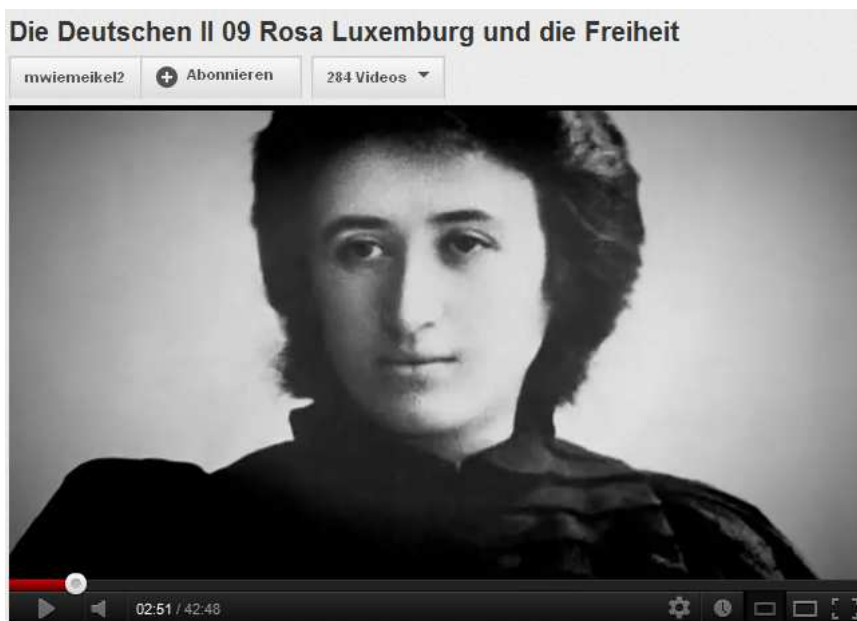 Die Deutschen II 09 Rosa Luxemburg und die Freiheit
mwiemeikel2 Abonnieren 284 Videos
02:51 / 42:48